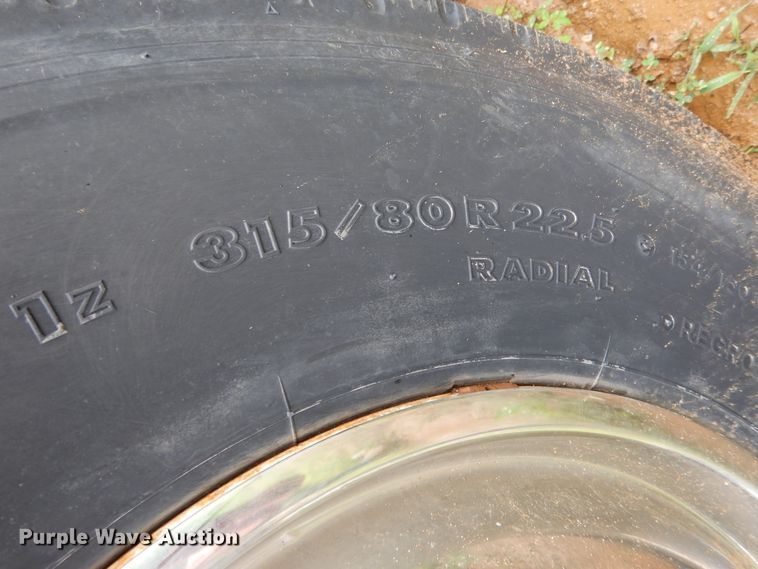 1Z 315/80R22.5
RADIAL
Purple Wave Auction